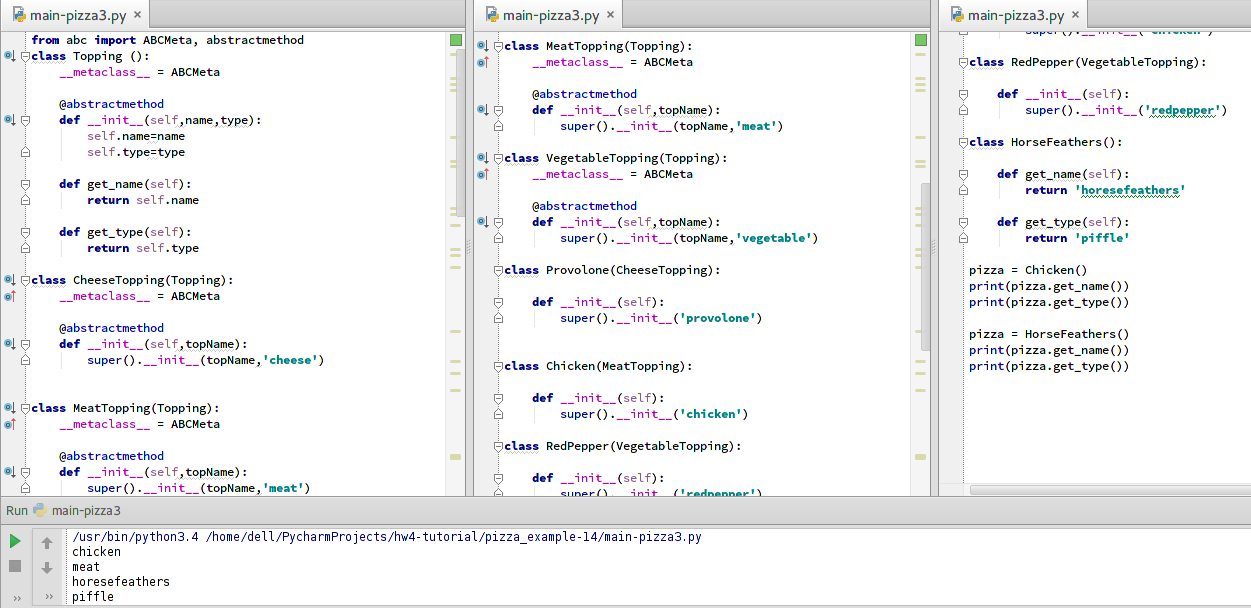 main-pizza3.py ×
from abc import ABCMeta, abstractmethod
class Topping ():
    __metaclass__ = ABCMeta
    @abstractmethod
    def __init__(self,name,type):
        self.name=name
        self.type=type
    def get_name(self):
        return self.name
    def get_type(self):
        return self.type
class CheeseTopping(Topping):
    __metaclass__ = ABCMeta
    @abstractmethod
    def __init__(self,topName):
        super().__init__(topName,'cheese')
class MeatTopping(Topping):
    __metaclass__ = ABCMeta
    @abstractmethod
    def __init__(self,topName):
        super().__init__(topName,'meat')
main-pizza3.py ×
class MeatTopping(Topping):
    __metaclass__ = ABCMeta
    @abstractmethod
    def __init__(self,topName):
        super().__init__(topName,'meat')
class VegetableTopping(Topping):
    __metaclass__ = ABCMeta
    @abstractmethod
    def __init__(self,topName):
        super().__init__(topName,'vegetable')
class Provolone(CheeseTopping):
    def __init__(self):
        super().__init__('provolone')
class Chicken(MeatTopping):
    def __init__(self):
        super().__init__('chicken')
class RedPepper(VegetableTopping):
    def __init__(self):
        super().__init__('redpepper')
main-pizza3.py ×
        super().__init__('chicken')
class RedPepper(VegetableTopping):
    def __init__(self):
        super().__init__('redpepper')
class HorseFeathers():
    def get_name(self):
        return 'horesefeathers'
    def get_type(self):
        return 'piffle'
pizza = Chicken()
print(pizza.get_name())
print(pizza.get_type())
pizza = HorseFeathers()
print(pizza.get_name())
print(pizza.get_type())
Run main-pizza3
/usr/bin/python3.4 /home/dell/PycharmProjects/hw4-tutorial/pizza_example-14/main-pizza3.py
chicken
meat
horesefeathers
piffle